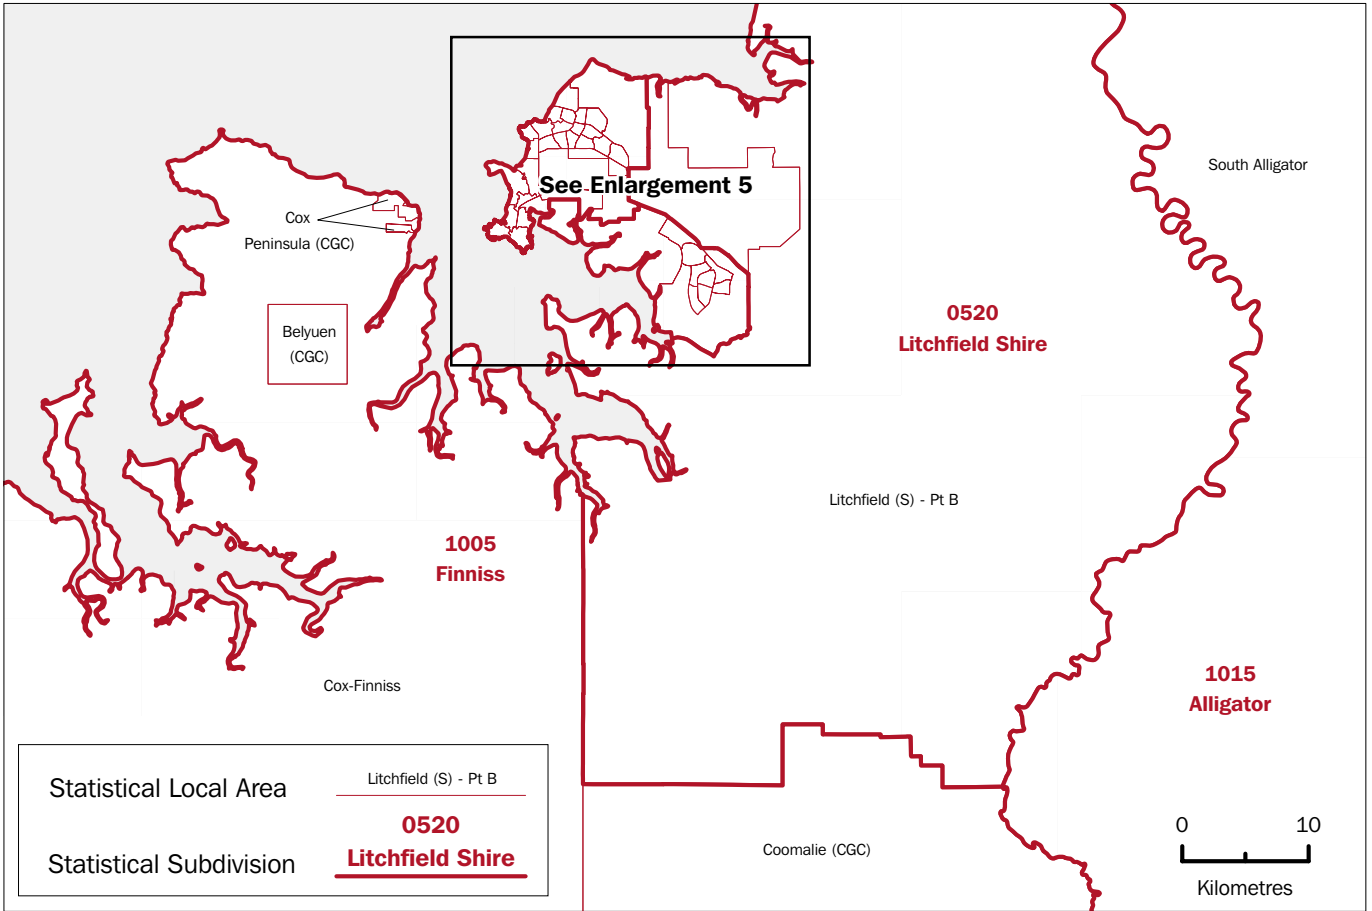 South Alligator
See Enlargement 5
Cox
Peninsula (CGC)
0520
Litchfield Shire
Belyuen
(CGC)
Litchfield (S) - Pt B
1005
Finniss
1015
Alligator
Cox-Finniss
Statistical Local Area
Litchfield (S) - Pt B
0520
Statistical Subdivision
Litchfield Shire
Coomalie (CGC)
0 10
Kilometres